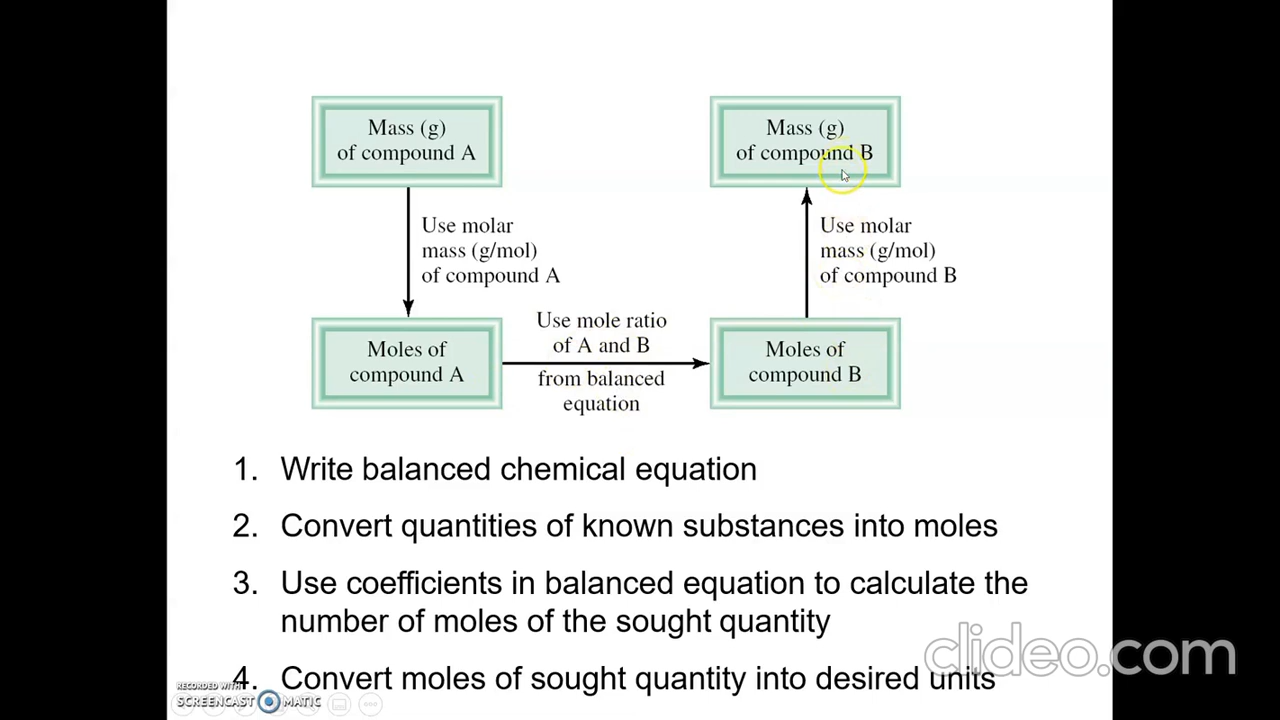 Mass (g)
of compound A
Mass (g)
of compound B
Use molar
mass (g/mol)
of compound A
Use molar
mass (g/mol)
of compound B
Use mole ratio
of A and B
from balanced
equation
Moles of
compound A
Moles of
compound B
1. Write balanced chemical equation
2. Convert quantities of known substances into moles
3. Use coefficients in balanced equation to calculate the
number of moles of the sought quantity
4. Convert moles of sought quantity into desired units
clideo.com
RECORDED WITH
SCREENCAST MATIC